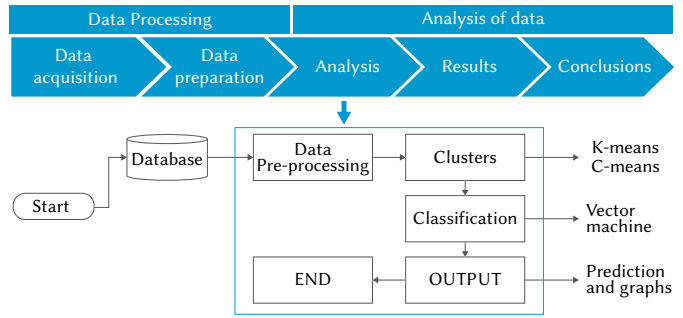 Data Processing
Analysis of data
Data
acquisition
Data
preparation
Analysis
Results
Conclusions
Start
Database
Data
Pre-processing
Clusters
K-means
C-means
Classification
Vector
machine
END
OUTPUT
Prediction
and graphs